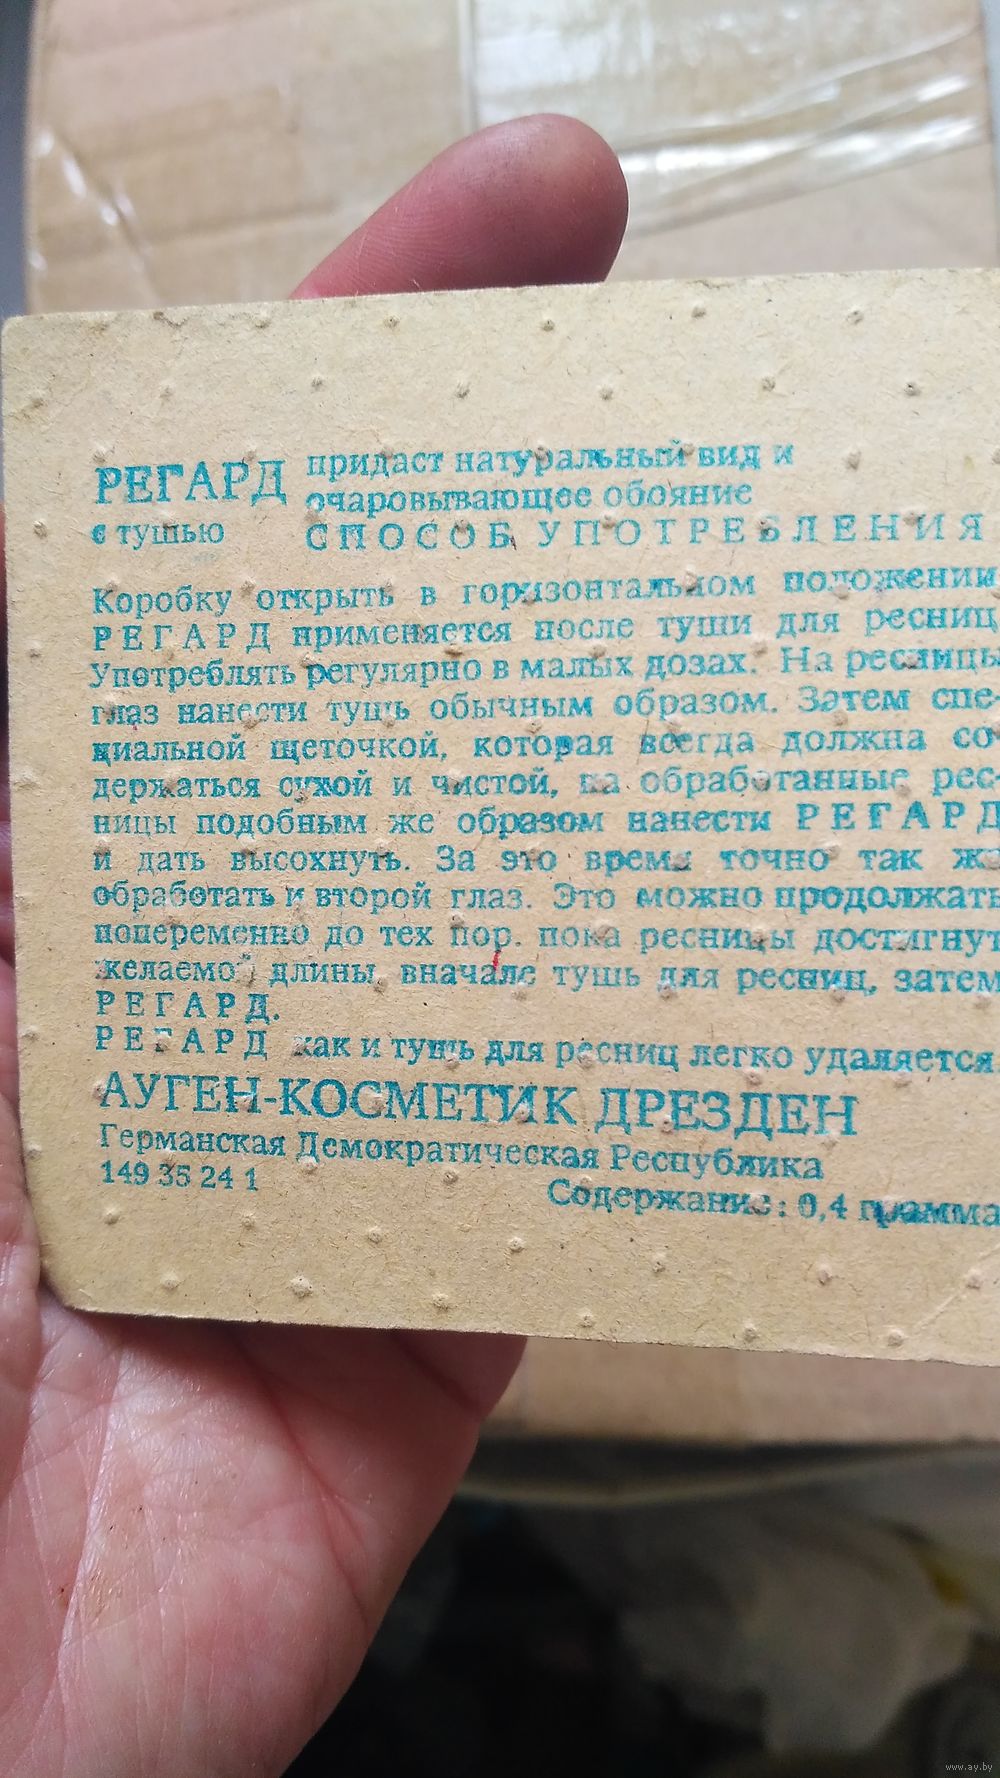 РЕГАРД придаст натуральный вид и
очаровывающее обояние
с тушью СПОСОБ УПОТРЕБЛЕНИЯ
Коробку открыть в горизонтальном положении
РЕГАРД применяется после туши для ресниц
Употреблять регулярно в малых дозах. На ресницы
глаз нанести тушь обычным образом. Затем спе-
циальной щеточкой, которая всегда должна со-
держаться сухой и чистой, на обработанные рес-
ницы подобным же образом нанести РЕГАРД
и дать высохнуть. За это время точно так же
обработать и второй глаз. Это можно продолжать
попеременно до тех пор. пока ресницы достигнут
желаемой длины, вначале тушь для ресниц, затем
РЕГАРД.
РЕГАРД как и тушь для ресниц легко удаляется.
АУГЕН-КОСМЕТИК ДРЕЗДЕН
Германская Демократическая Республика
149 35 24 1
Содержание: 0,4 грамма
www.ay.by